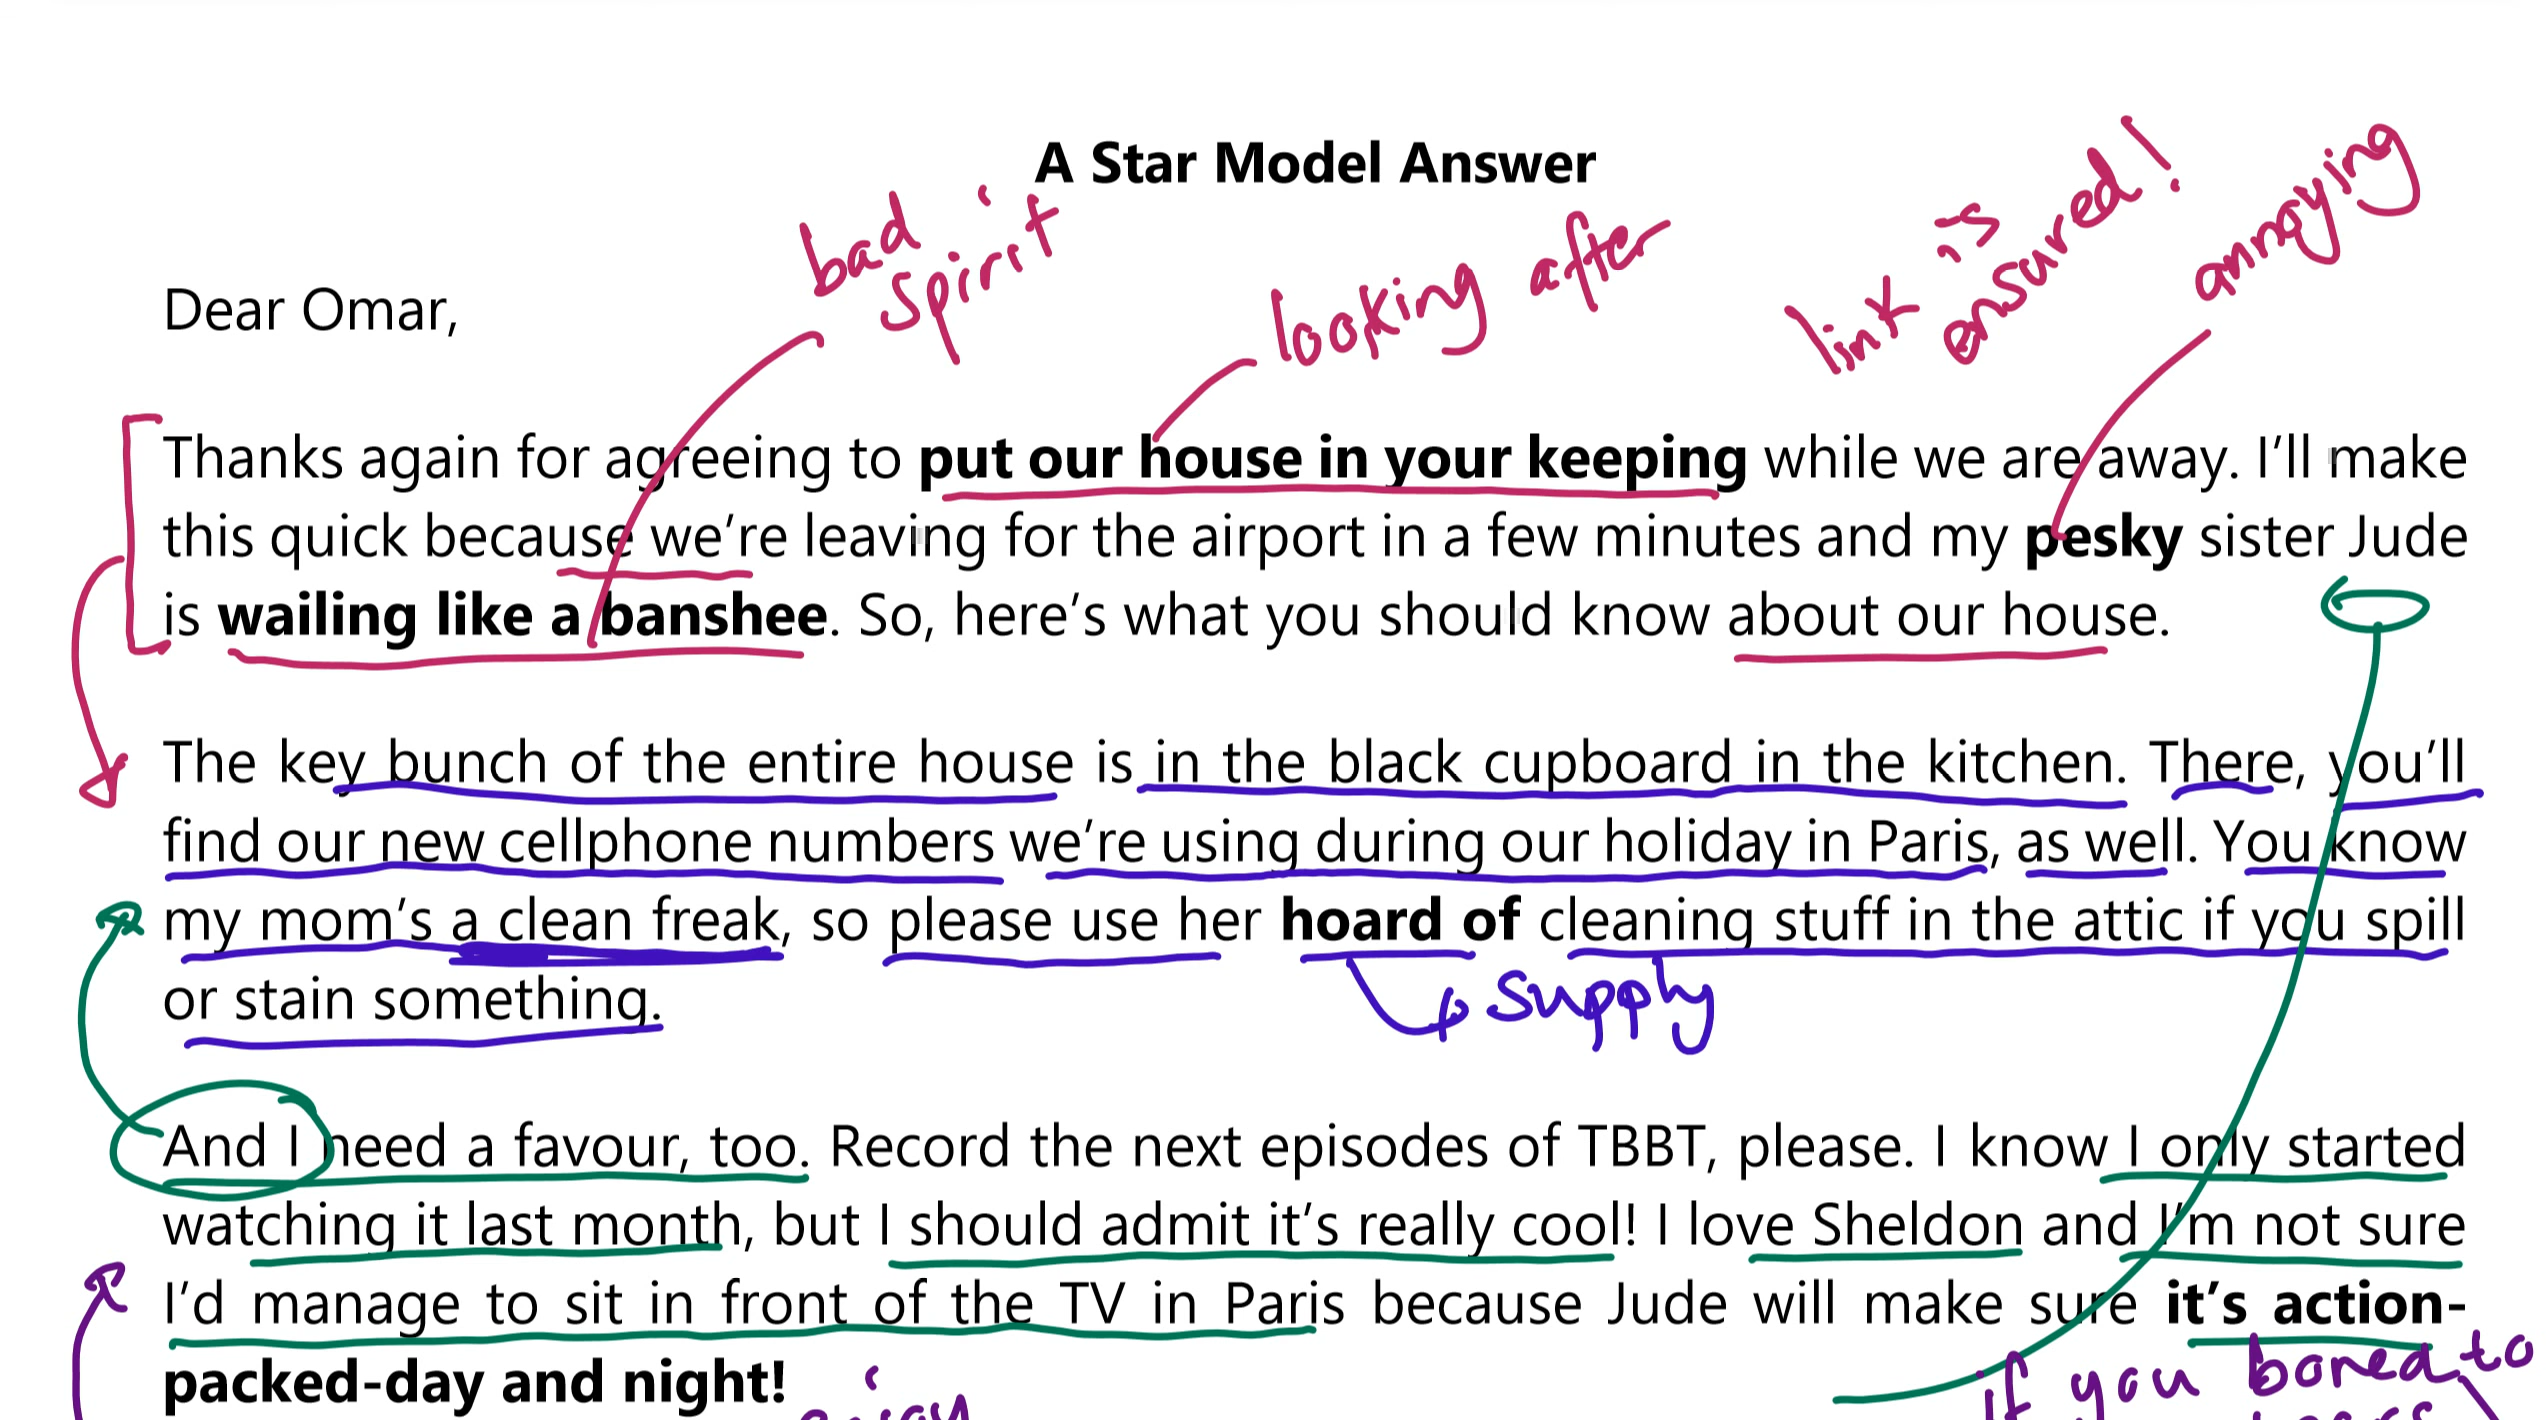 A Star Model Answer
bad
spirit
looking after
link is
ensured!
annoying
Dear Omar,
Thanks again for agreeing to put our house in your keeping while we are away. I'll make
this quick because we're leaving for the airport in a few minutes and my pesky sister Jude
is wailing like a banshee. So, here's what you should know about our house.
The key bunch of the entire house is in the black cupboard in the kitchen. There, you'll
find our new cellphone numbers we're using during our holiday in Paris, as well. You know
my mom's a clean freak, so please use her hoard of cleaning stuff in the attic if you spill
or stain something.
supply
And I need a favour, too. Record the next episodes of TBBT, please. I know I only started
watching it last month, but I should admit it's really cool! I love Sheldon and I'm not sure
I'd manage to sit in front of the TV in Paris because Jude will make sure it's action-
packed-day and night!
if you bored to